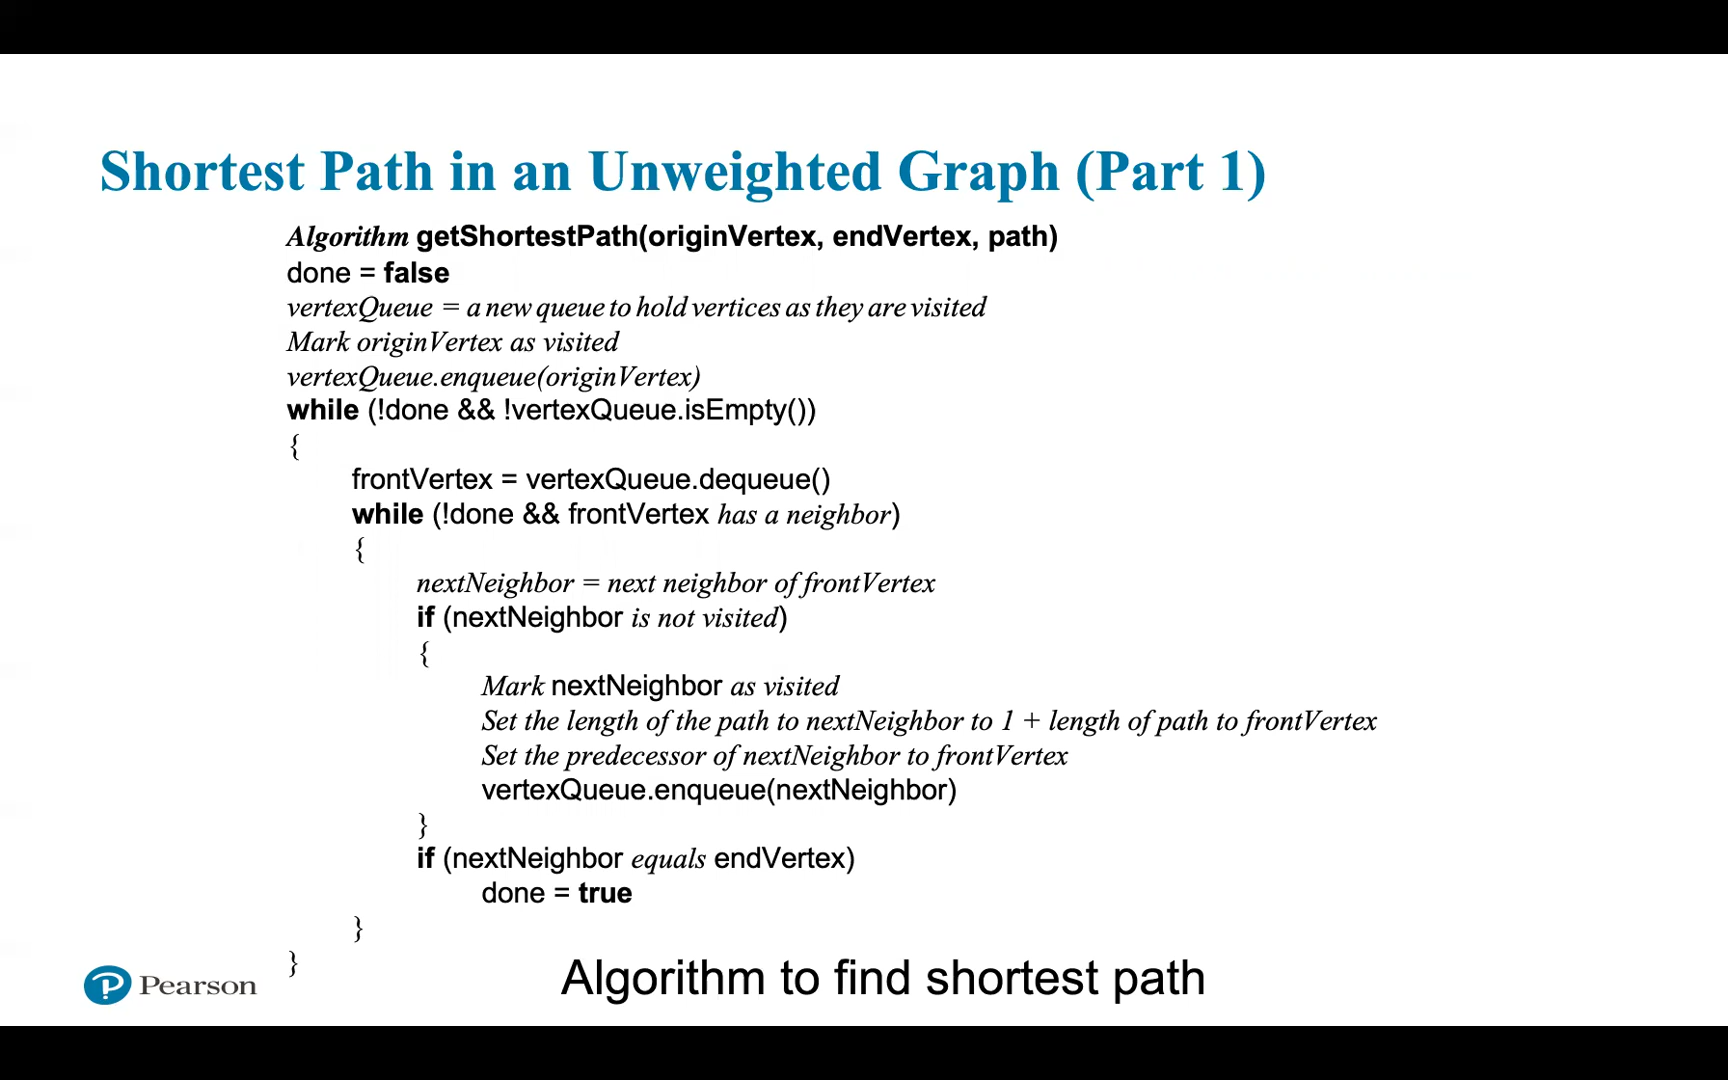 Shortest Path in an Unweighted Graph (Part 1)
Algorithm getShortestPath(originVertex, endVertex, path)
done = false
vertexQueue = a new queue to hold vertices as they are visited
Mark originVertex as visited
vertexQueue.enqueue(originVertex)
while (!done && !vertexQueue.isEmpty())
{
frontVertex = vertexQueue.dequeue()
while (!done && frontVertex has a neighbor)
{
nextNeighbor = next neighbor of frontVertex
if (nextNeighbor is not visited)
{
Mark nextNeighbor as visited
Set the length of the path to nextNeighbor to 1 + length of path to frontVertex
Set the predecessor of nextNeighbor to frontVertex
vertexQueue.enqueue(nextNeighbor)
}
if (nextNeighbor equals endVertex)
done = true
}
}
Pearson
Algorithm to find shortest path